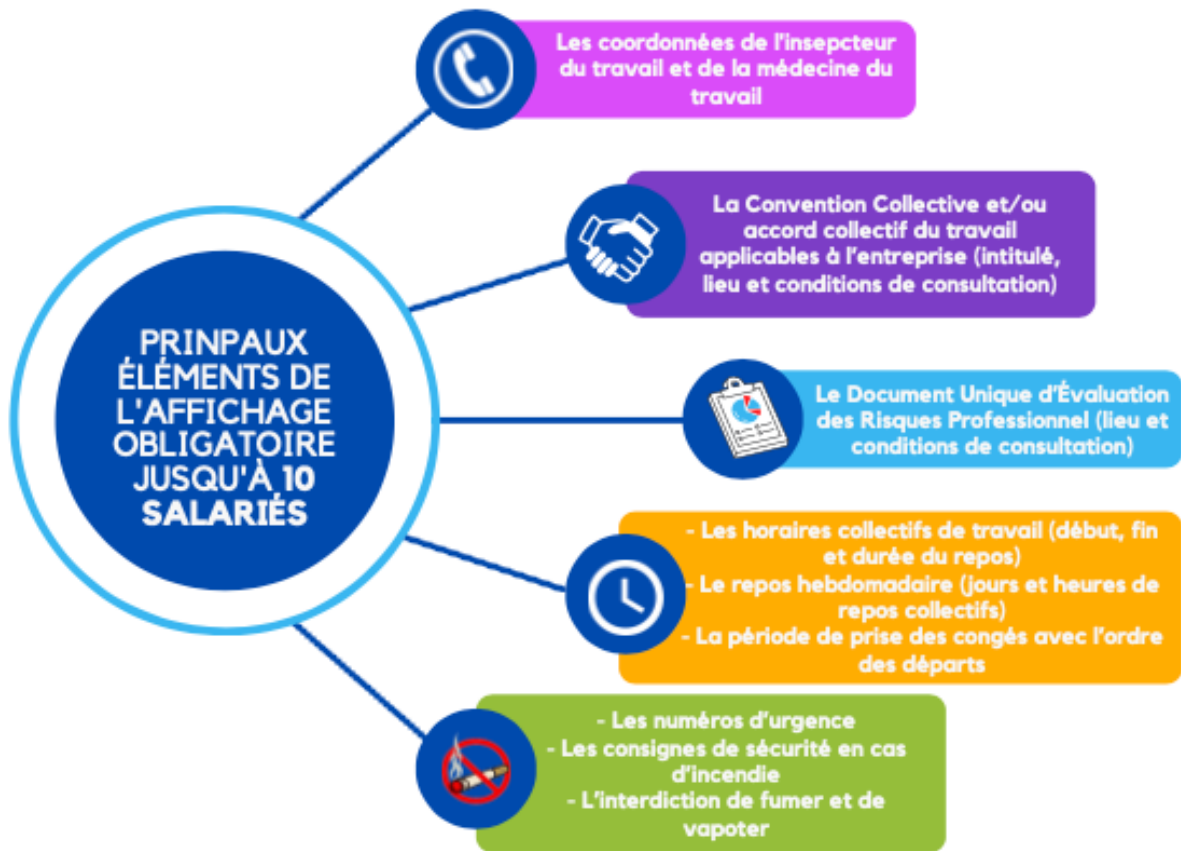 Les coordonnées de l'insepcteur
du travail et de la médecine du
travail
La Convention Collective et/ou
accord collectif du travail
applicables à l'entreprise (intitulé,
lieu et conditions de consultation)
PRINPAUX
ÉLÉMENTS DE
L'AFFICHAGE
OBLIGATOIRE
JUSQU'À 10
SALARIÉS
Le Document Unique d'Évaluation
des Risques Professionnel (lieu et
conditions de consultation)
- Les horaires collectifs de travail (début, fin
et durée du repos)
- Le repos hebdomadaire (jours et heures de
repos collectifs)
- La période de prise des congés avec l'ordre
des départs
- Les numéros d'urgence
- Les consignes de sécurité en cas
d'incendie
- L'interdiction de fumer et de
vapoter